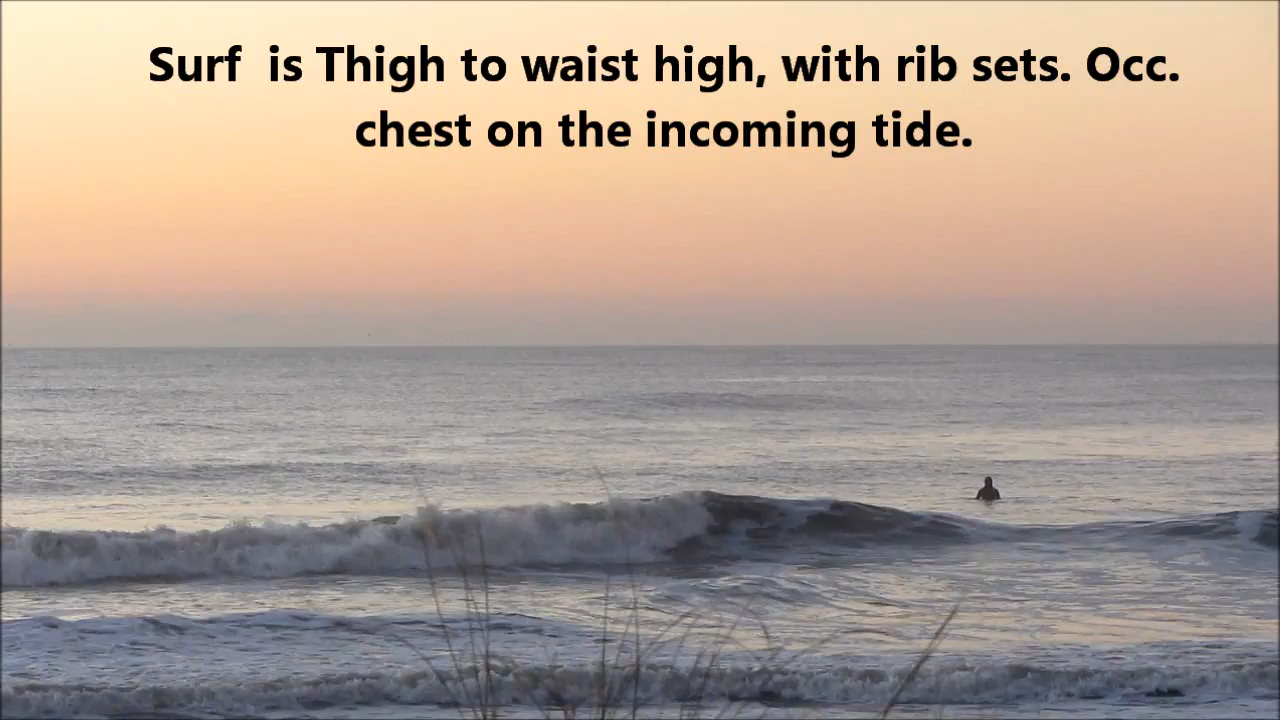 Surf  is Thigh to waist high, with rib sets. Occ.
chest on the incoming tide.